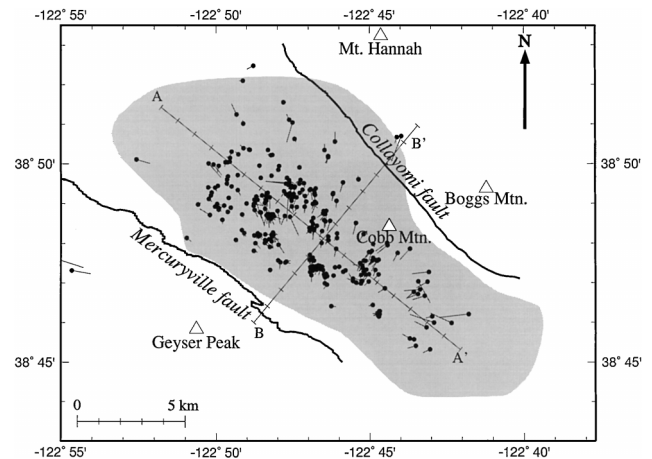 -122° 50' -122° 50' -122° 45' -122° 40'
N
Mt. Hannah
A
B'
38° 50' 38° 50'
Collayomi fault
Boggs Mtn.
Cobb Mtn.
Mercuryville fault
B
Geyser Peak
38° 45' A' 38° 45'
0 5 km
-122° 55' -122° 50' -122° 45' -122° 40'